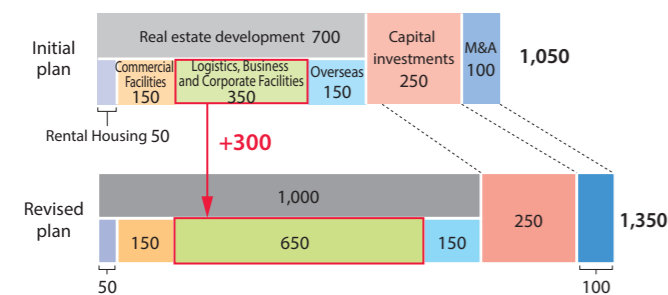 Initial
plan
Real estate development 700
Capital
investments
250
M&A
100
1,050
Commercial
Facilities
150
Logistics, Business
and Corporate Facilities
350
Overseas
150
Rental Housing 50
+300
Revised
plan
1,000
150
650
150
250
1,350
50
100